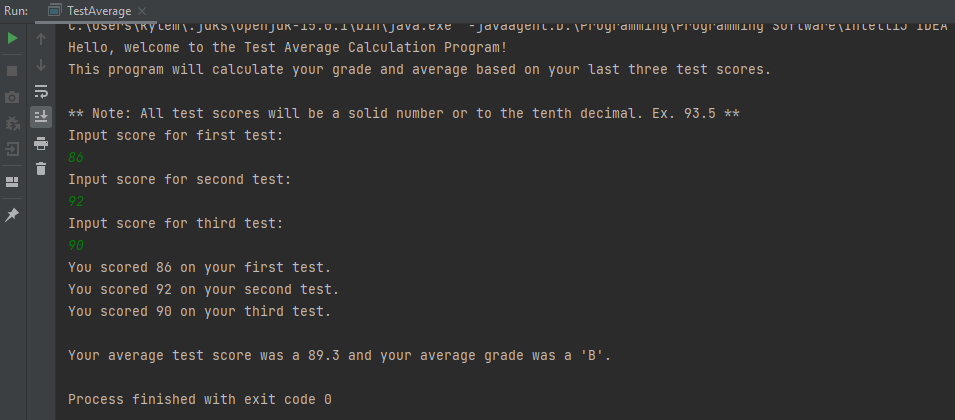 Run: TestAverage
C:\Users\kylem\.jdks\openjdk-15.0.1\bin\java.exe "-javaagent:D:\Programming\Programming Software\IntelliJ IDEA
Hello, welcome to the Test Average Calculation Program!
This program will calculate your grade and average based on your last three test scores.
** Note: All test scores will be a solid number or to the tenth decimal. Ex. 93.5 **
Input score for first test:
86
Input score for second test:
92
Input score for third test:
90
You scored 86 on your first test.
You scored 92 on your second test.
You scored 90 on your third test.
Your average test score was a 89.3 and your average grade was a 'B'.
Process finished with exit code 0